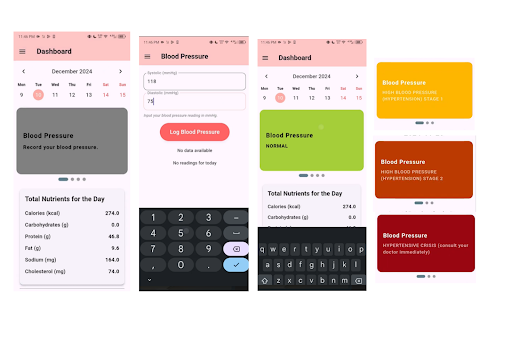 11:46 PM
Dashboard
December 2024
Mon Tue Wed Thu Fri Sat Sun
9 10 11 12 13 14 15
Blood Pressure
Record your blood pressure.
Total Nutrients for the Day
Calories (kcal) 274.0
Carbohydrates (g) 0.0
Protein (g) 46.8
Fat (g) 9.6
Sodium (mg) 164.0
Cholesterol (mg) 74.0
11:46 PM
Blood Pressure
Systolic (mmHg)
118
Diastolic (mmHg)
75
Input your blood pressure reading in mmHg.
Log Blood Pressure
No data available
No readings for today
1 2 3 –
4 5 6
7 8 9
, 0 .
11:46 PM
Dashboard
December 2024
Mon Tue Wed Thu Fri Sat Sun
9 10 11 12 13 14 15
Blood Pressure
NORMAL
Total Nutrients for the Day
Calories (kcal) 274.0
Carbohydrates (g) 0.0
q w e r t y u i o p
a s d f g h j k l
z x c v b n m
Blood Pressure
HIGH BLOOD PRESSURE
(HYPERTENSION) STAGE 1
Blood Pressure
HIGH BLOOD PRESSURE
(HYPERTENSION) STAGE 2
Blood Pressure
HYPERTENSIVE CRISIS (consult your
doctor immediately)